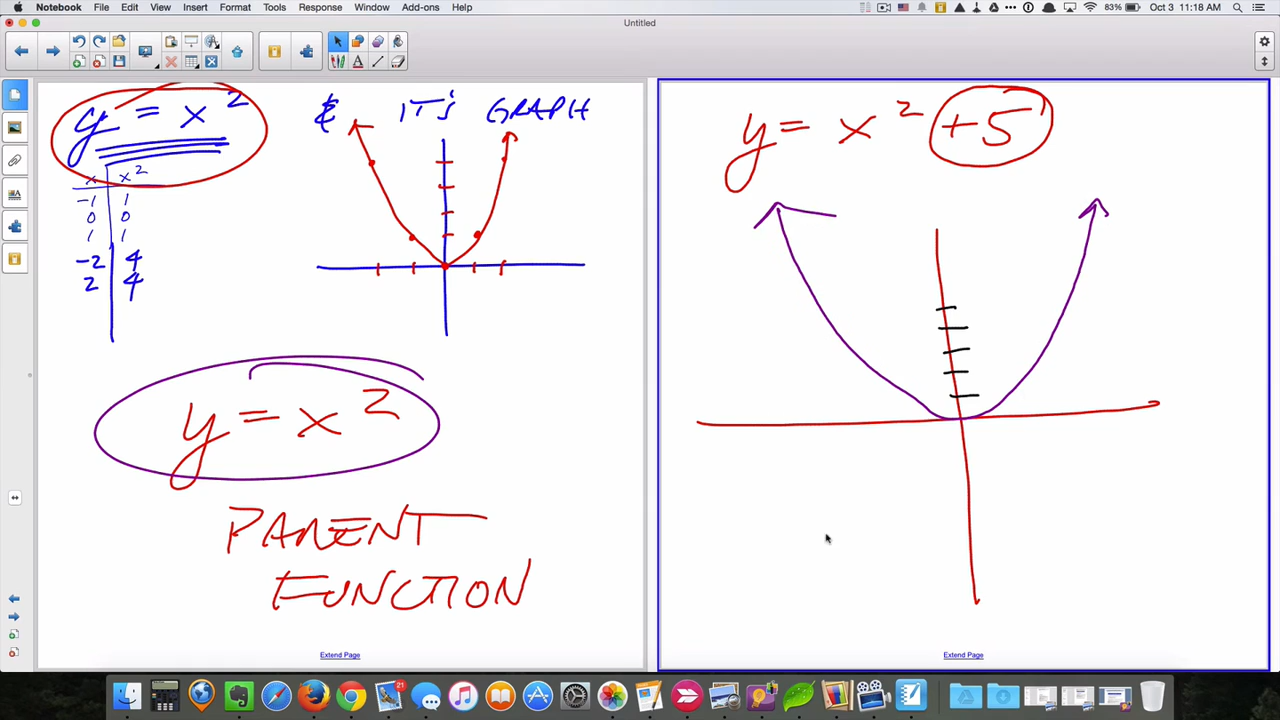 Notebook File Edit View Insert Format Tools Response Window Add-ons Help 83% Oct 3 11:18 AM
Untitled
y = x² & IT'S GRAPH
x x²
-1 1
0 0
1 1
-2 4
2 4
y = x²
PARENT
FUNCTION
Extend Page
y = x² +5
Extend Page
21